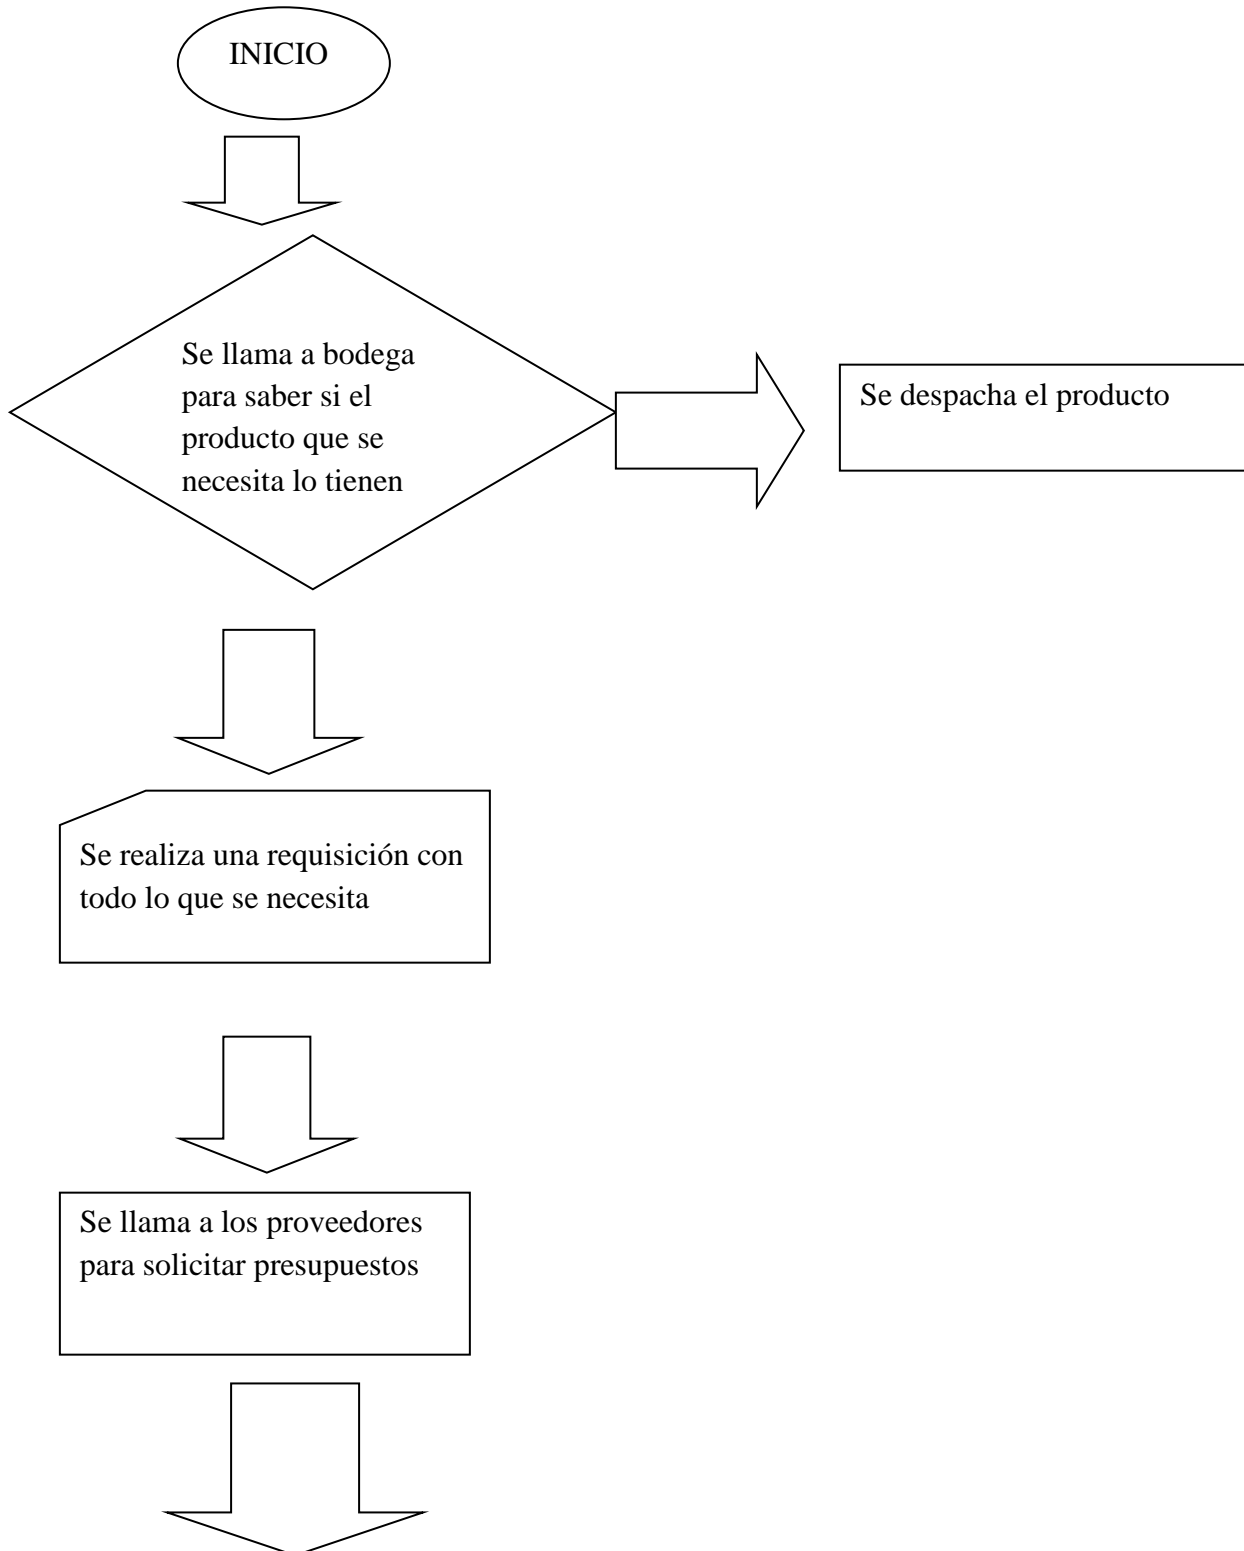 INICIO
Se llama a bodega
para saber si el
producto que se
necesita lo tienen
Se despacha el producto
Se realiza una requisición con
todo lo que se necesita
Se llama a los proveedores
para solicitar presupuestos